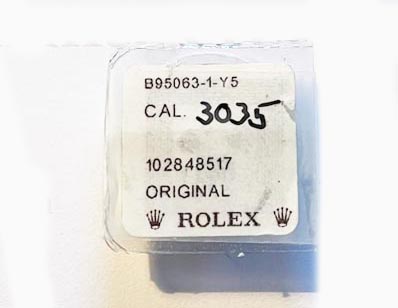 B95063-1-Y5
CAL. 3035
102848517
ORIGINAL
ROLEX